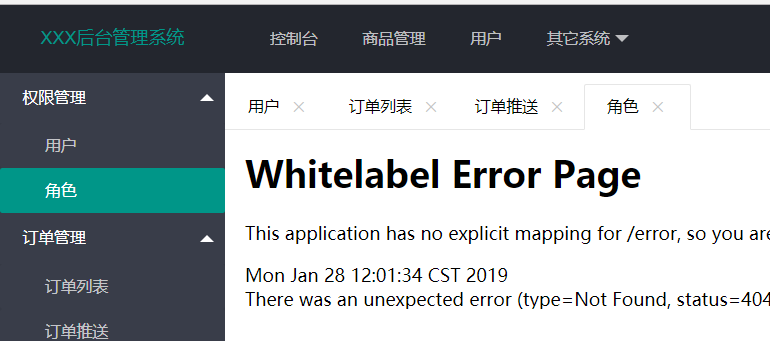 XXX后台管理系统 控制台 商品管理 用户 其它系统
权限管理
用户
角色
订单管理
订单列表
订单推送
用户 订单列表 订单推送 角色
Whitelabel Error Page
This application has no explicit mapping for /error, so you are
Mon Jan 28 12:01:34 CST 2019
There was an unexpected error (type=Not Found, status=404